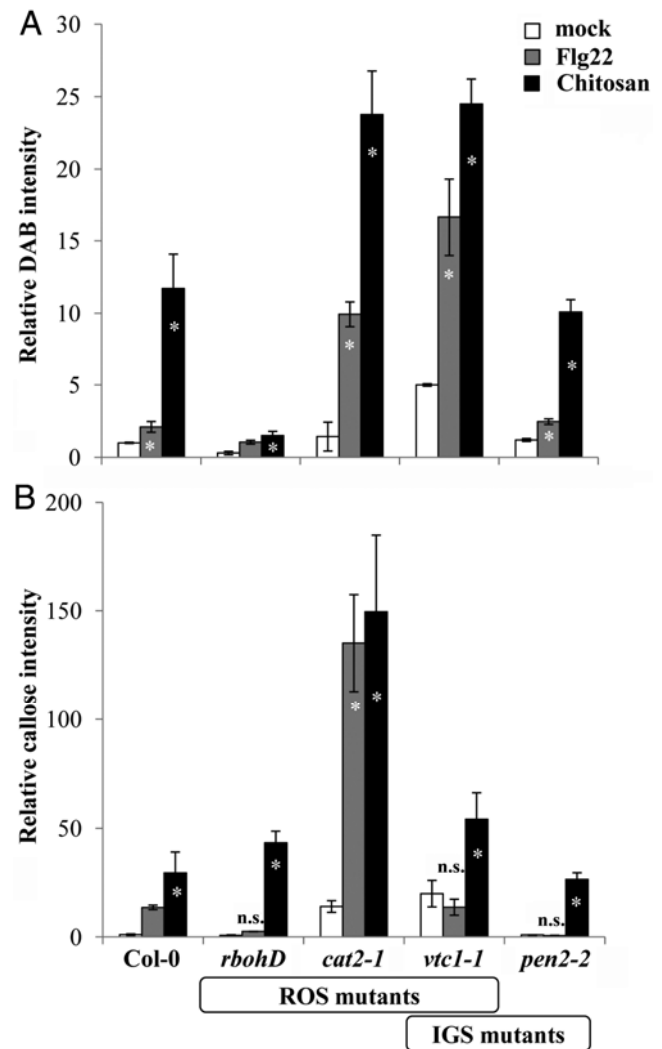 A
mock
Flg22
Chitosan
Relative DAB intensity
30
25
20
15
10
5
0
*
*
*
*
*
*
*
*
*
B
Relative callose intensity
200
150
100
50
0
*
n.s.
*
*
*
n.s.
*
n.s.
*
Col-0 rbohD cat2-1 vtc1-1 pen2-2
ROS mutants
IGS mutants